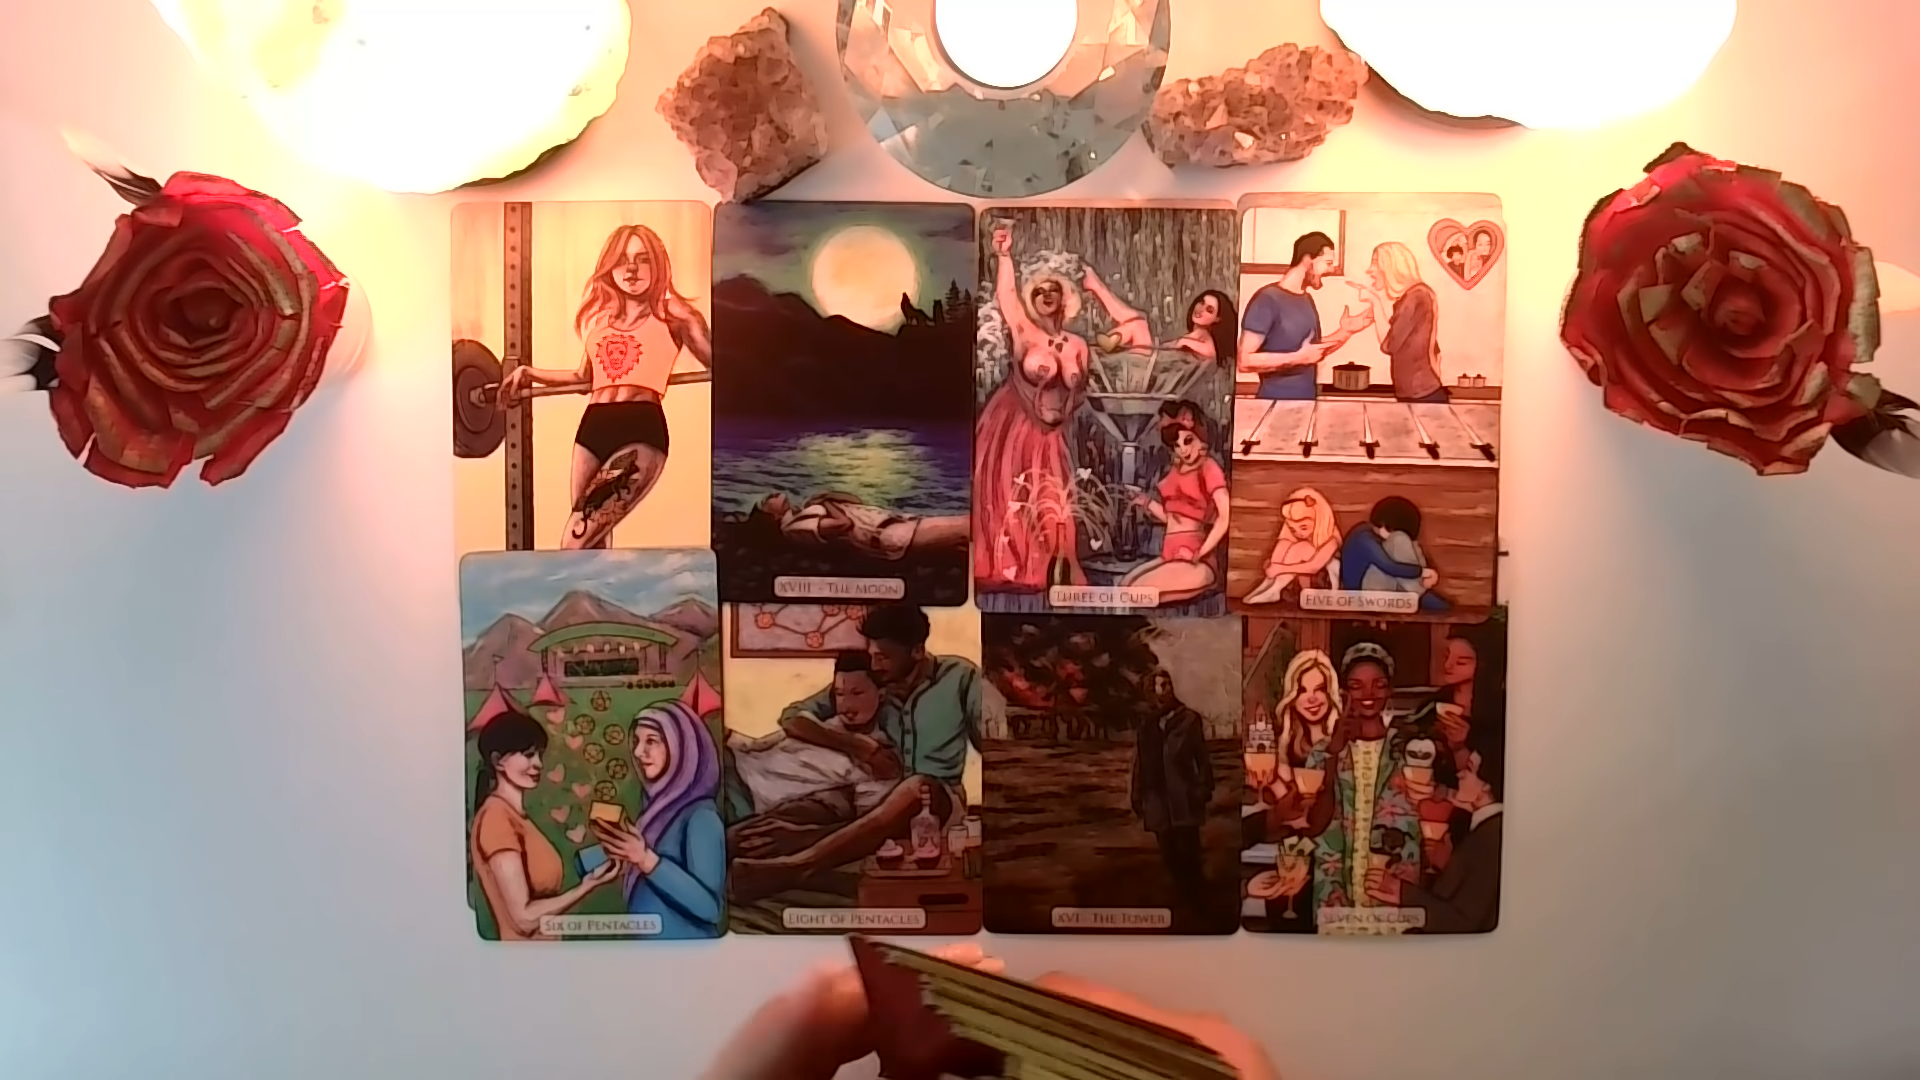 XVIII - THE MOON
THREE OF CUPS
FIVE OF SWORDS
SIX OF PENTACLES
EIGHT OF PENTACLES
XVI - THE TOWER
SEVEN OF CUPS